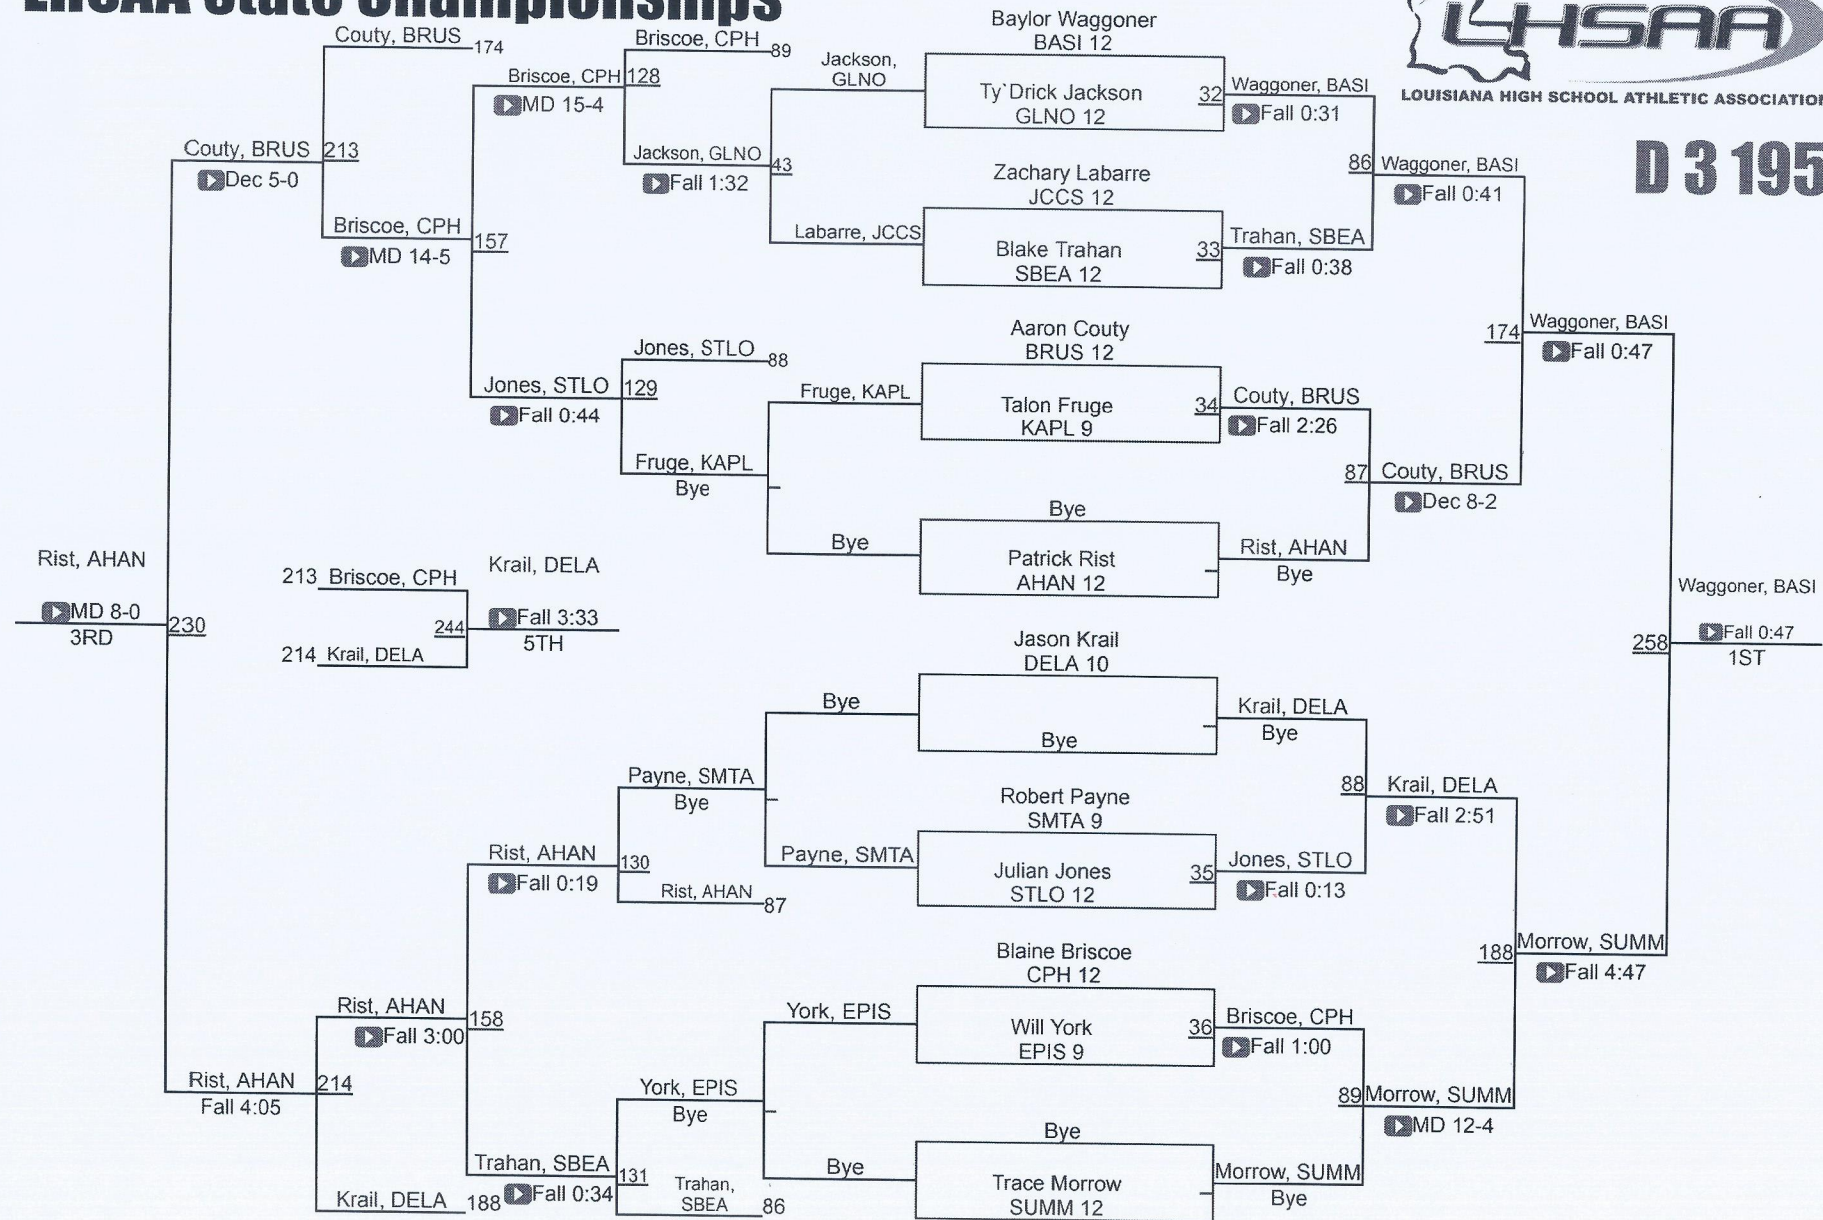 LHSAA State Championships
LHSAA
LOUISIANA HIGH SCHOOL ATHLETIC ASSOCIATION
D 3 195
Couty, BRUS 174
Couty, BRUS 213
Dec 5-0
Briscoe, CPH 157
MD 14-5
Briscoe, CPH 128
MD 15-4
Briscoe, CPH 89
Jackson, GLNO 43
Fall 1:32
Jones, STLO 129
Fall 0:44
Jones, STLO 88
Fruge, KAPL
Bye
Rist, AHAN
MD 8-0
3RD
230
213 Briscoe, CPH
244
214 Krail, DELA
Krail, DELA
Fall 3:33
5TH
Payne, SMTA
Bye
Rist, AHAN 130
Fall 0:19
Rist, AHAN 87
Rist, AHAN 158
Fall 3:00
Rist, AHAN 214
Fall 4:05
York, EPIS
Bye
Trahan, SBEA 131
Fall 0:34
Trahan,
SBEA 86
Krail, DELA 188
Jackson,
GLNO
Labarre, JCCS
Fruge, KAPL
Bye
Bye
Payne, SMTA
York, EPIS
Bye
Baylor Waggoner
BASI 12
Ty`Drick Jackson
GLNO 12
32
Zachary Labarre
JCCS 12
Blake Trahan
SBEA 12
33
Aaron Couty
BRUS 12
Talon Fruge
KAPL 9
34
Bye
Patrick Rist
AHAN 12
Jason Krail
DELA 10
Bye
Robert Payne
SMTA 9
Julian Jones
STLO 12
35
Blaine Briscoe
CPH 12
Will York
EPIS 9
36
Bye
Trace Morrow
SUMM 12
Waggoner, BASI
Fall 0:31
86
Trahan, SBEA
Fall 0:38
Couty, BRUS
Fall 2:26
87
Rist, AHAN
Bye
Krail, DELA
Bye
88
Jones, STLO
Fall 0:13
Briscoe, CPH
Fall 1:00
89
Morrow, SUMM
Bye
Waggoner, BASI
Fall 0:41
174
Couty, BRUS
Dec 8-2
Krail, DELA
Fall 2:51
188
Morrow, SUMM
MD 12-4
Waggoner, BASI
Fall 0:47
258
Morrow, SUMM
Fall 4:47
Waggoner, BASI
Fall 0:47
1ST